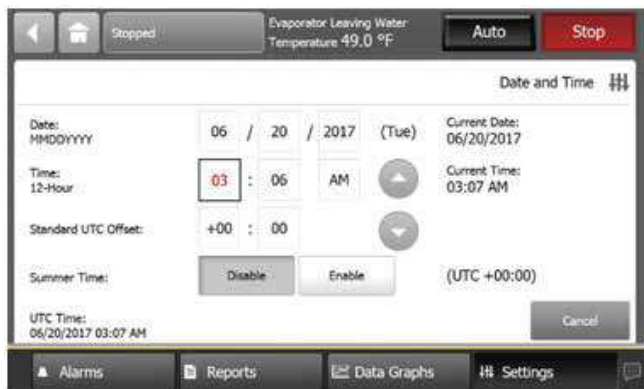 Stopped
Evaporator Leaving Water
Temperature 49.0 °F
Auto
Stop
Date and Time
Date:
MMDDYYYY
06 / 20 / 2017 (Tue)
Current Date:
06/20/2017
Time:
12-Hour
03 : 06 AM
Current Time:
03:07 AM
Standard UTC Offset:
+00 : 00
Summer Time:
Disable
Enable
(UTC +00:00)
UTC Time:
06/20/2017 03:07 AM
Cancel
Alarms
Reports
Data Graphs
Settings